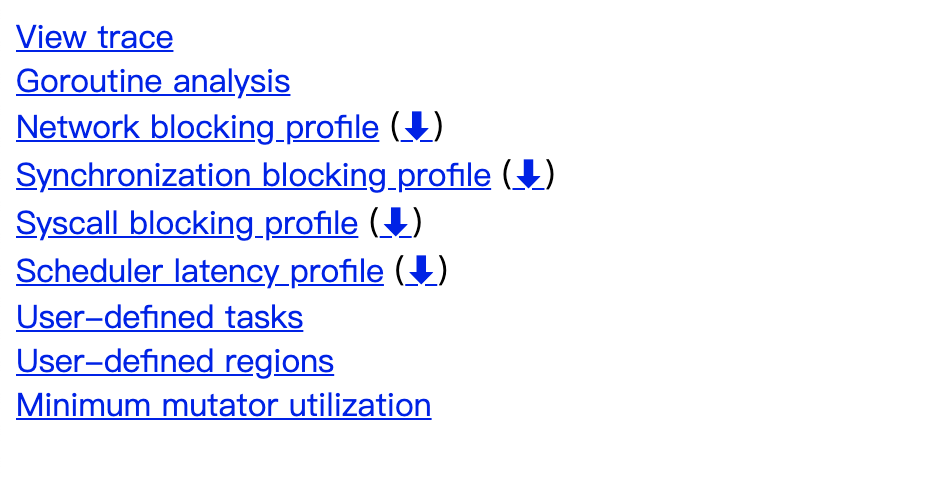 View trace
Goroutine analysis
Network blocking profile (⬇)
Synchronization blocking profile (⬇)
Syscall blocking profile (⬇)
Scheduler latency profile (⬇)
User-defined tasks
User-defined regions
Minimum mutator utilization